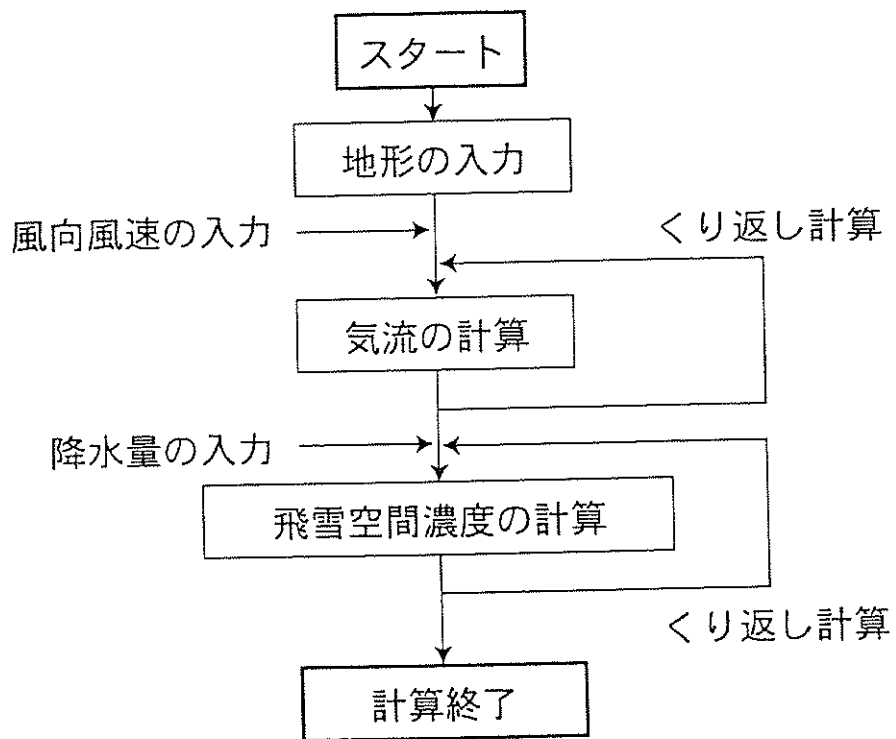 スタート
地形の入力
風向風速の入力
くり返し計算
気流の計算
降水量の入力
飛雪空間濃度の計算
くり返し計算
計算終了